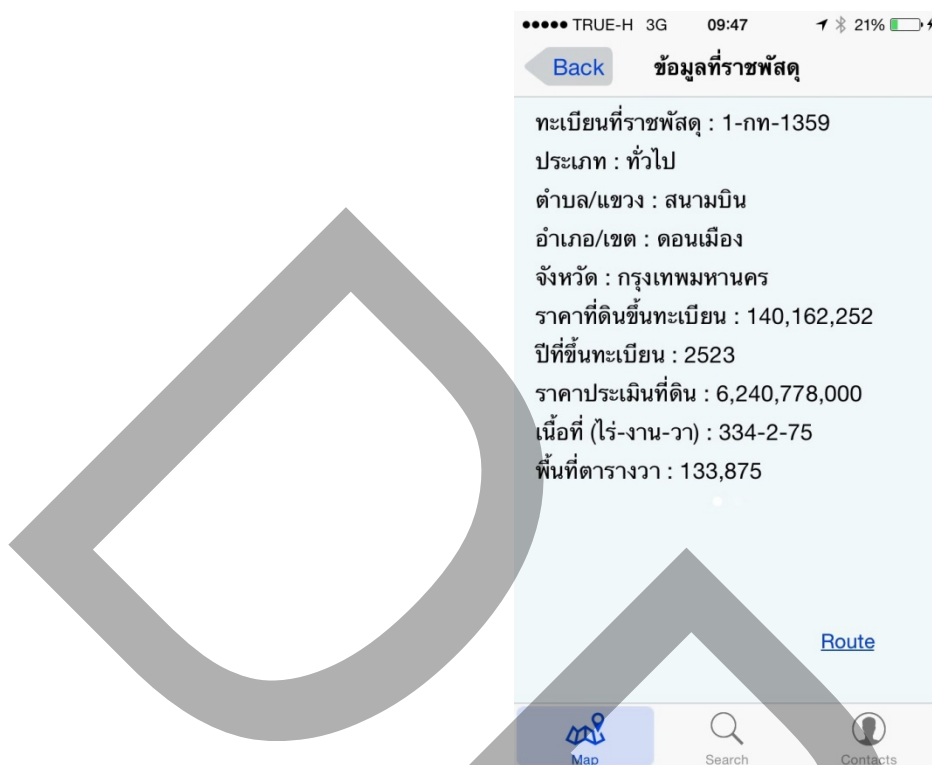 ●●●●● TRUE-H 3G 09:47 21%
Back ข้อมูลที่ราชพัสดุ
ทะเบียนที่ราชพัสดุ : 1-กท-1359
ประเภท : ทั่วไป
ตำบล/แขวง : สนามบิน
อำเภอ/เขต : ดอนเมือง
จังหวัด : กรุงเทพมหานคร
ราคาที่ดินขึ้นทะเบียน : 140,162,252
ปีที่ขึ้นทะเบียน : 2523
ราคาประเมินที่ดิน : 6,240,778,000
เนื้อที่ (ไร่-งาน-วา) : 334-2-75
พื้นที่ตารางวา : 133,875
Route
Map Search Contacts